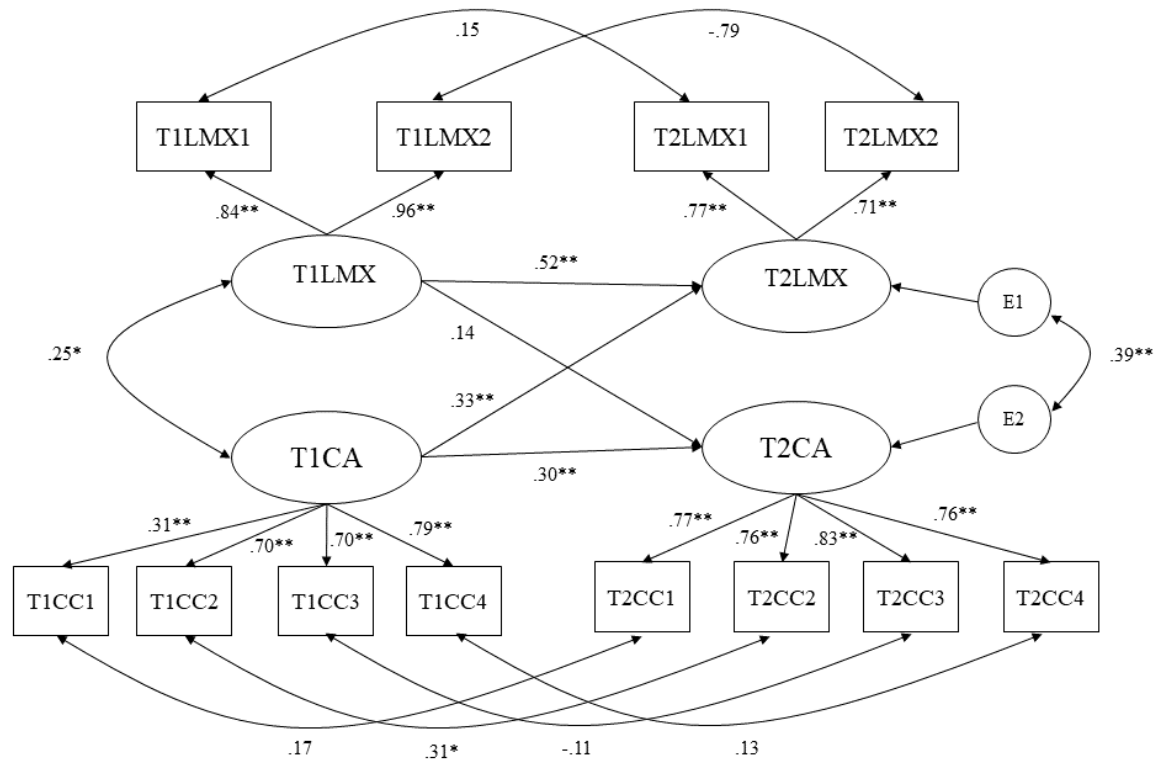 .15 -.79
T1LMX1 T1LMX2 T2LMX1 T2LMX2
.84** .96** .77** .71**
T1LMX .52** T2LMX
E1
.14
.25* .39**
.33**
E2
T1CA .30** T2CA
.31** .70** .70** .79** .77** .76** .83** .76**
T1CC1 T1CC2 T1CC3 T1CC4 T2CC1 T2CC2 T2CC3 T2CC4
.17 .31* -.11 .13